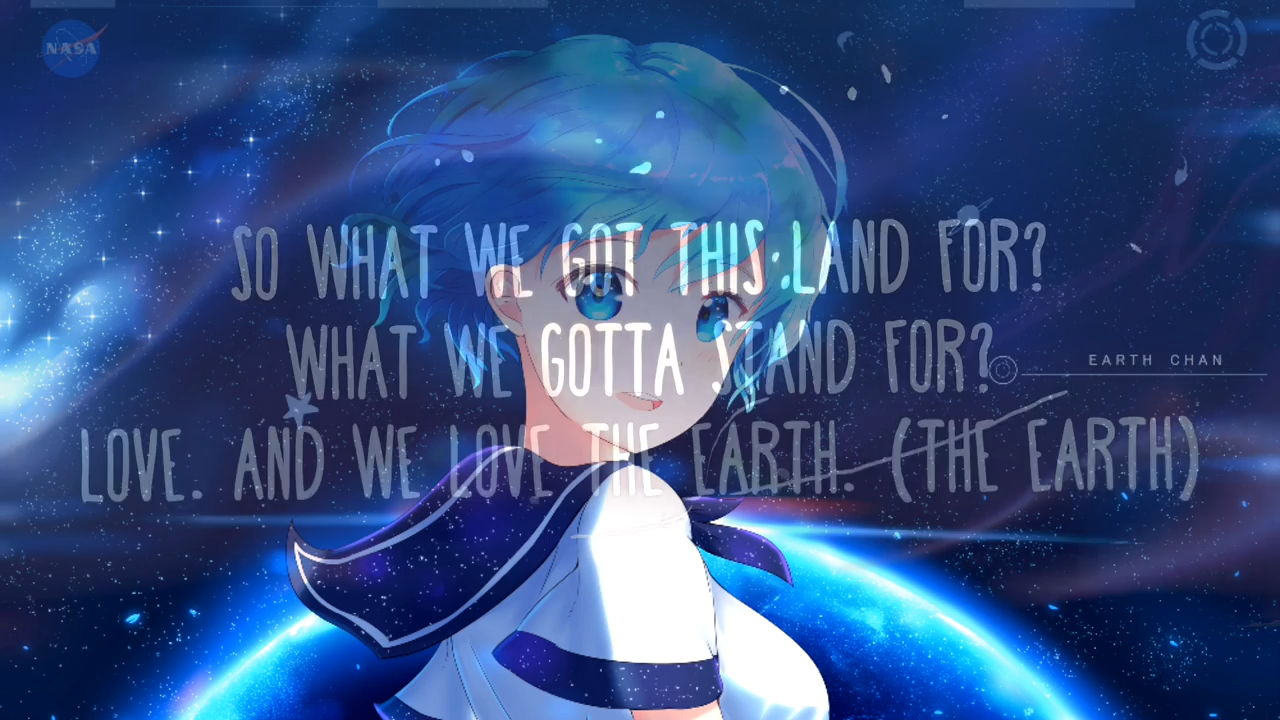 NASA
SO WHAT WE GOT THIS LAND FOR?
WHAT WE GOTTA STAND FOR?
EARTH CHAN
LOVE. AND WE LOVE THE EARTH. (THE EARTH)